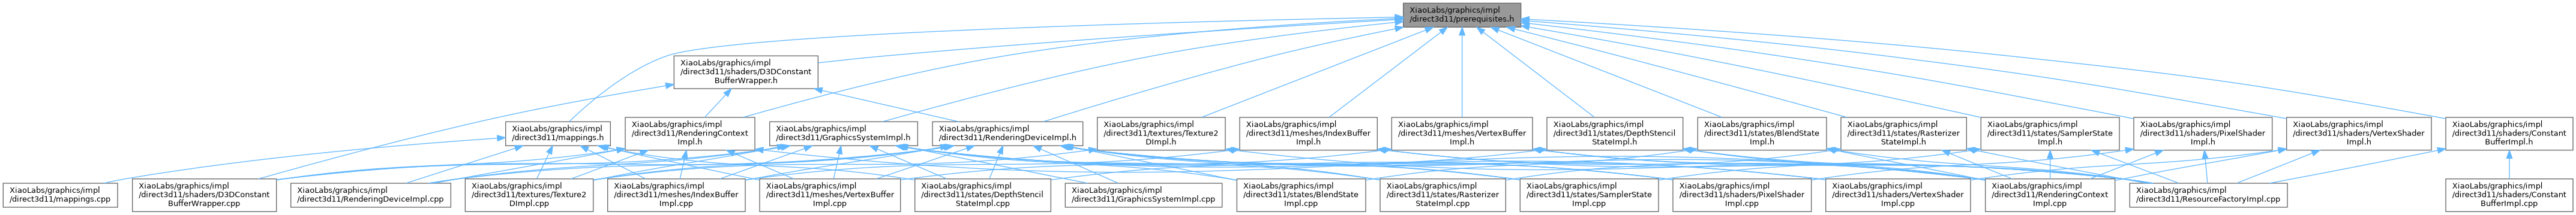 XiaoLabs/graphics/impl
/direct3d11/prerequisites.h
XiaoLabs/graphics/impl
/direct3d11/shaders/D3DConstant
BufferWrapper.h
XiaoLabs/graphics/impl
/direct3d11/mappings.h
XiaoLabs/graphics/impl
/direct3d11/RenderingContext
Impl.h
XiaoLabs/graphics/impl
/direct3d11/GraphicsSystemImpl.h
XiaoLabs/graphics/impl
/direct3d11/RenderingDeviceImpl.h
XiaoLabs/graphics/impl
/direct3d11/textures/Texture2
DImpl.h
XiaoLabs/graphics/impl
/direct3d11/meshes/IndexBuffer
Impl.h
XiaoLabs/graphics/impl
/direct3d11/meshes/VertexBuffer
Impl.h
XiaoLabs/graphics/impl
/direct3d11/states/DepthStencil
StateImpl.h
XiaoLabs/graphics/impl
/direct3d11/states/BlendState
Impl.h
XiaoLabs/graphics/impl
/direct3d11/states/Rasterizer
StateImpl.h
XiaoLabs/graphics/impl
/direct3d11/states/SamplerState
Impl.h
XiaoLabs/graphics/impl
/direct3d11/shaders/PixelShader
Impl.h
XiaoLabs/graphics/impl
/direct3d11/shaders/VertexShader
Impl.h
XiaoLabs/graphics/impl
/direct3d11/shaders/Constant
BufferImpl.h
XiaoLabs/graphics/impl
/direct3d11/mappings.cpp
XiaoLabs/graphics/impl
/direct3d11/shaders/D3DConstant
BufferWrapper.cpp
XiaoLabs/graphics/impl
/direct3d11/RenderingDeviceImpl.cpp
XiaoLabs/graphics/impl
/direct3d11/textures/Texture2
DImpl.cpp
XiaoLabs/graphics/impl
/direct3d11/meshes/IndexBuffer
Impl.cpp
XiaoLabs/graphics/impl
/direct3d11/meshes/VertexBuffer
Impl.cpp
XiaoLabs/graphics/impl
/direct3d11/states/DepthStencil
StateImpl.cpp
XiaoLabs/graphics/impl
/direct3d11/GraphicsSystemImpl.cpp
XiaoLabs/graphics/impl
/direct3d11/states/BlendState
Impl.cpp
XiaoLabs/graphics/impl
/direct3d11/states/Rasterizer
StateImpl.cpp
XiaoLabs/graphics/impl
/direct3d11/states/SamplerState
Impl.cpp
XiaoLabs/graphics/impl
/direct3d11/shaders/PixelShader
Impl.cpp
XiaoLabs/graphics/impl
/direct3d11/shaders/VertexShader
Impl.cpp
XiaoLabs/graphics/impl
/direct3d11/RenderingContext
Impl.cpp
XiaoLabs/graphics/impl
/direct3d11/ResourceFactoryImpl.cpp
XiaoLabs/graphics/impl
/direct3d11/shaders/Constant
BufferImpl.cpp